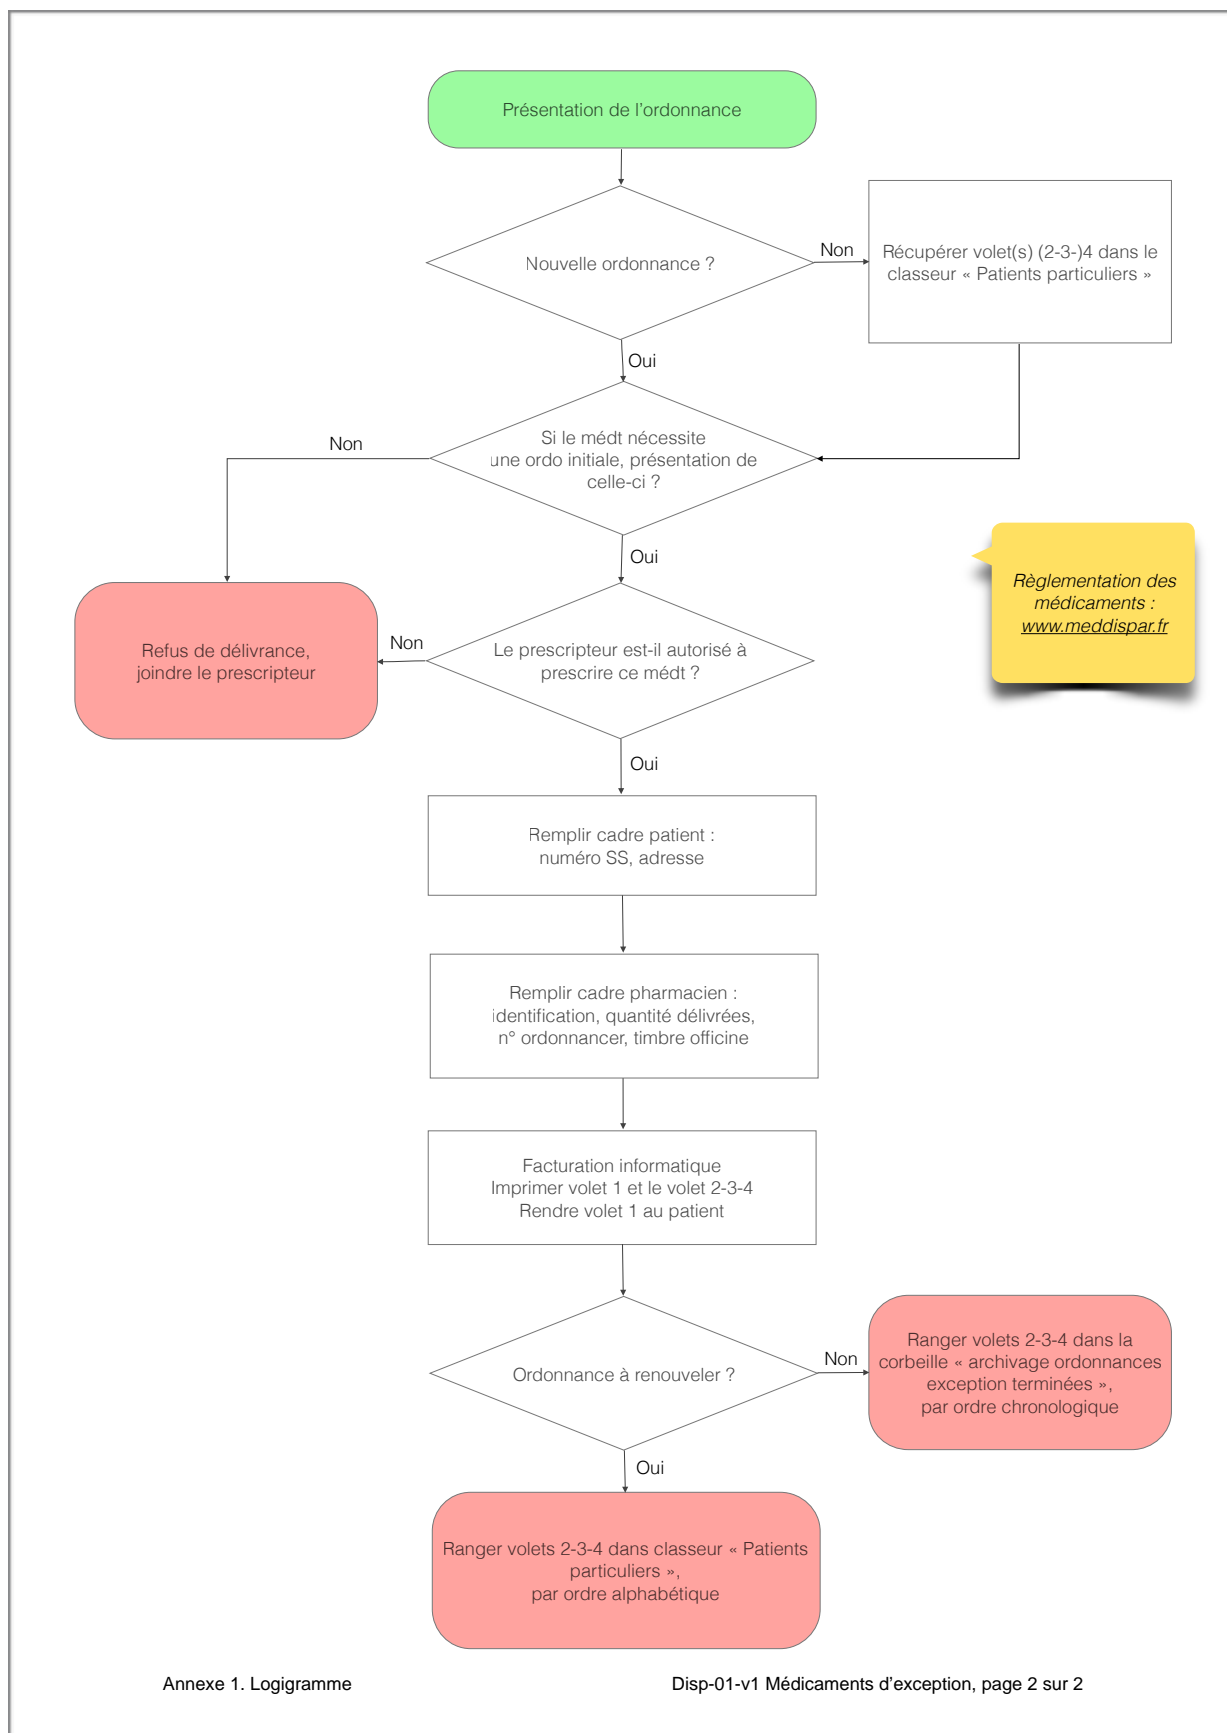 Présentation de l'ordonnance
Nouvelle ordonnance ?
Non
Récupérer volet(s) (2-3-)4 dans le
classeur « Patients particuliers »
Oui
Si le médt nécessite
une ordo initiale, présentation de
celle-ci ?
Non
Oui
Règlementation des
médicaments :
www.meddispar.fr
Le prescripteur est-il autorisé à
prescrire ce médt ?
Non
Refus de délivrance,
joindre le prescripteur
Oui
Remplir cadre patient :
numéro SS, adresse
Remplir cadre pharmacien :
identification, quantité délivrées,
n° ordonnancer, timbre officine
Facturation informatique
Imprimer volet 1 et le volet 2-3-4
Rendre volet 1 au patient
Ordonnance à renouveler ?
Non
Ranger volets 2-3-4 dans la
corbeille « archivage ordonnances
exception terminées »,
par ordre chronologique
Oui
Ranger volets 2-3-4 dans classeur « Patients
particuliers »,
par ordre alphabétique
Annexe 1. Logigramme
Disp-01-v1 Médicaments d'exception, page 2 sur 2